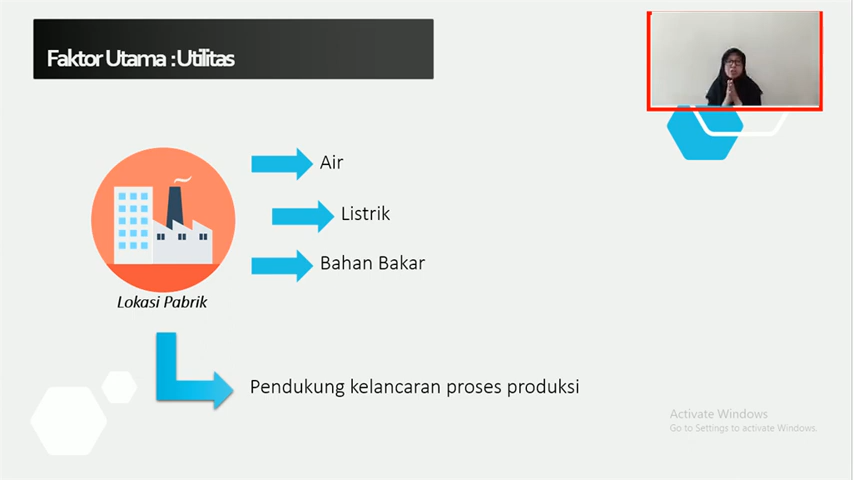 Faktor Utama : Utilitas
Air
Listrik
Bahan Bakar
Lokasi Pabrik
Pendukung kelancaran proses produksi
Activate Windows
Go to Settings to activate Windows.